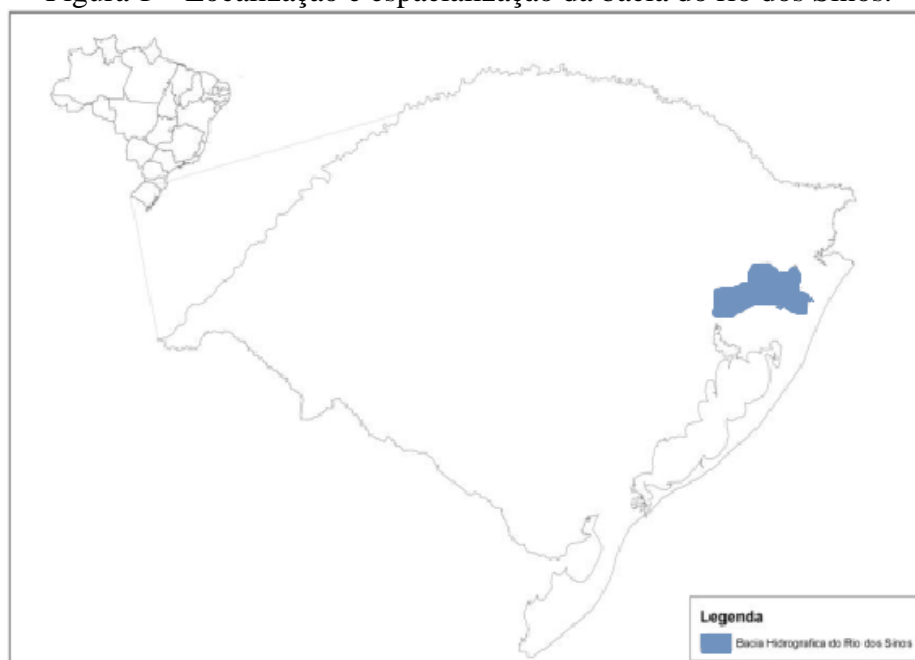 Figura 1 – Localização e espacialização da bacia do rio dos Sinos.
Legenda
Bacia Hidrografica do Rio dos Sinos